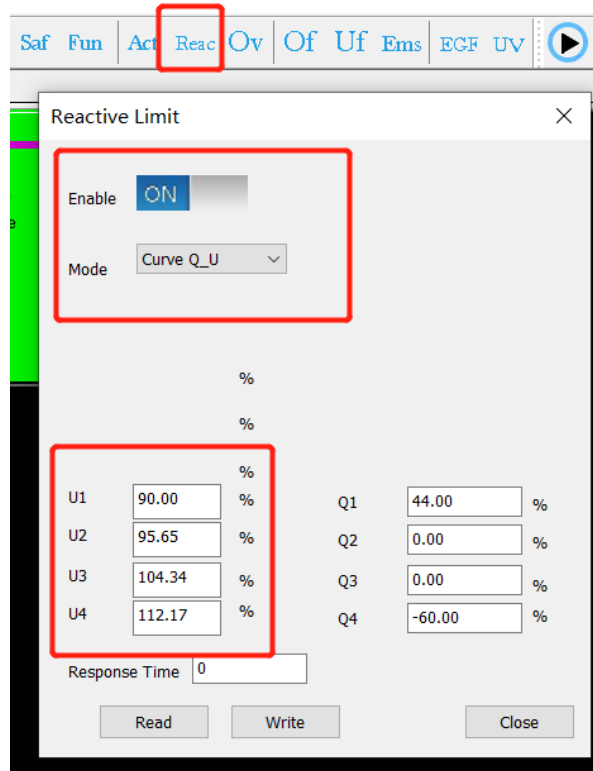 Saf Fun Act Reac Ov Of Uf Ems EGF UV
Reactive Limit
Enable ON
Mode Curve Q_U
%
%
%
U1 90.00 % Q1 44.00 %
U2 95.65 % Q2 0.00 %
U3 104.34 % Q3 0.00 %
U4 112.17 % Q4 -60.00 %
Response Time 0
Read Write Close